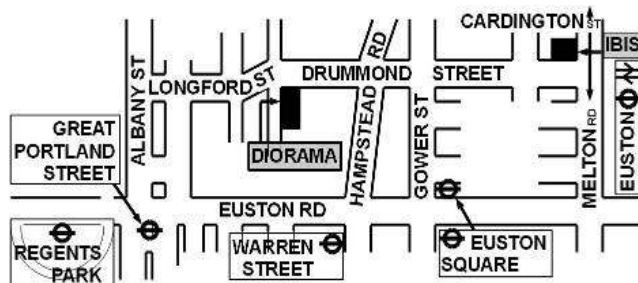 CARDINGTON ST
IBIS
LONGFORD ST
DRUMMOND STREET
HAMPSTEAD RD
ALBANY ST
GREAT
PORTLAND
STREET
DIORAMA
GOWER ST
MELTON RD
EUSTON
EUSTON RD
REGENTS
PARK
WARREN
STREET
EUSTON
SQUARE